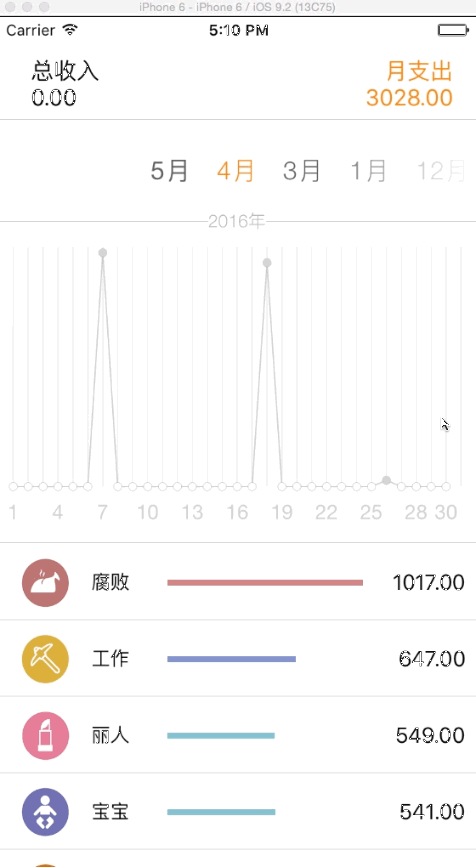 iPhone 6 - iPhone 6 / iOS 9.2 (13C75)
Carrier 5:10 PM
总收入 月支出
0.00 3028.00
5月 4月 3月 1月 12月
2016年
1 4 7 10 13 16 19 22 25 28 30
腐败 1017.00
工作 647.00
丽人 549.00
宝宝 541.00